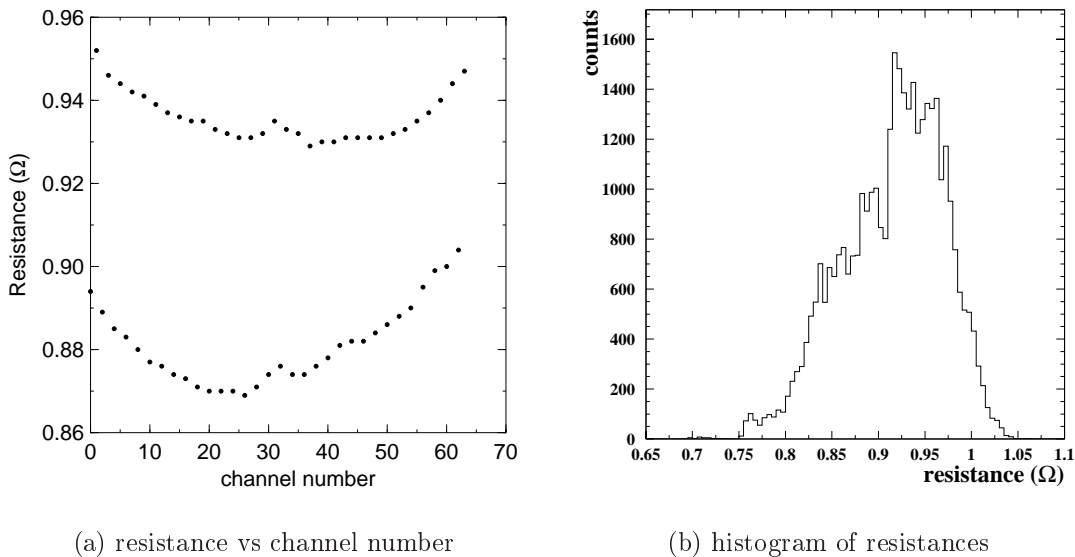 0.96
0.94
0.92
0.90
0.88
0.86
Resistance (Ω)
0 10 20 30 40 50 60 70
channel number
counts
1600
1400
1200
1000
800
600
400
200
0
0.65 0.7 0.75 0.8 0.85 0.9 0.95 1 1.05 1.1
resistance (Ω)
(a) resistance vs channel number
(b) histogram of resistances